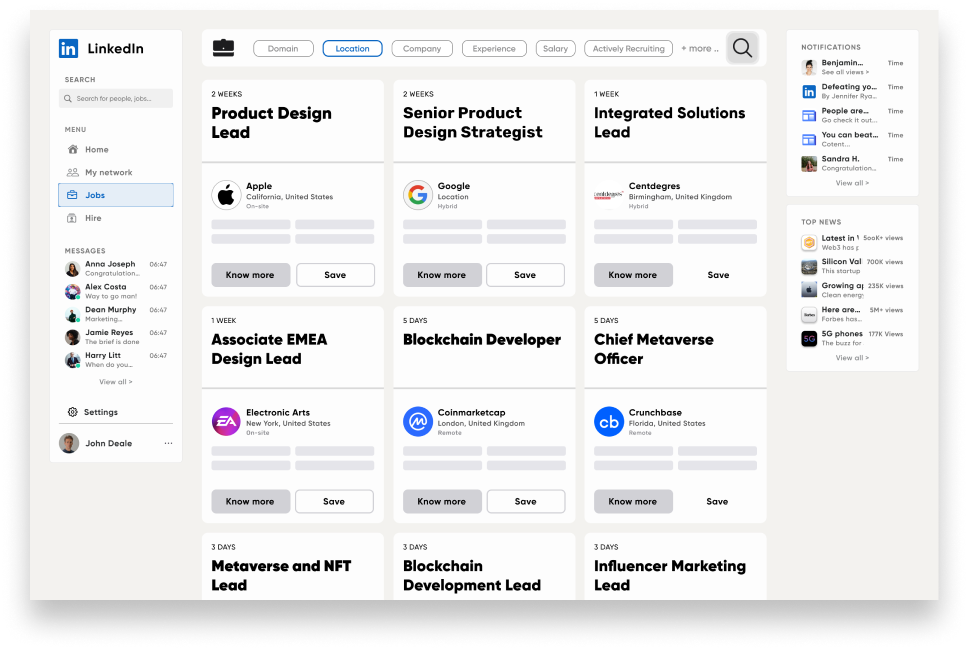 in LinkedIn
SEARCH
Search for people, jobs...
MENU
Home
My network
Jobs
Hire
MESSAGES
Anna Joseph 06:47
Congratulation...
Alex Costa 06:47
Way to go man!
Dean Murphy 06:47
Marketing...
Jamie Reyes 06:47
The brief is done
Harry Litt 06:47
When do you...
View all >
Settings
John Deale ...
Domain Location Company Experience Salary Actively Recruiting + more ..
2 WEEKS
Product Design
Lead
Apple
California, United States
On-site
Know more Save
2 WEEKS
Senior Product
Design Strategist
Google
Location
Hybrid
Know more Save
1 WEEK
Integrated Solutions
Lead
centdegres
Centdegres
Birmingham, United Kingdom
Hybrid
Know more Save
1 WEEK
Associate EMEA
Design Lead
EA
Electronic Arts
New York, United States
On-site
Know more Save
5 DAYS
Blockchain Developer
Coinmarketcap
London, United Kingdom
Remote
Know more Save
5 DAYS
Chief Metaverse
Officer
cb
Crunchbase
Florida, United States
Remote
Know more Save
3 DAYS
Metaverse and NFT
Lead
3 DAYS
Blockchain
Development Lead
3 DAYS
Influencer Marketing
Lead
NOTIFICATIONS
Benjamin... Time
See all views >
in
Defeating yo... Time
By Jennifer Rya...
People are... Time
Go check it out...
You can beat... Time
Cotent...
Sandra H. Time
Congratulation...
View all >
TOP NEWS
Latest in 500K+ views
Web3 has
Silicon Val 700K views
This startup
Growing a 235K views
Clean energy
Forbes
Here are... 5M+ views
Forbes has...
5G
5G phones 177K Views
The buzz for
View all >